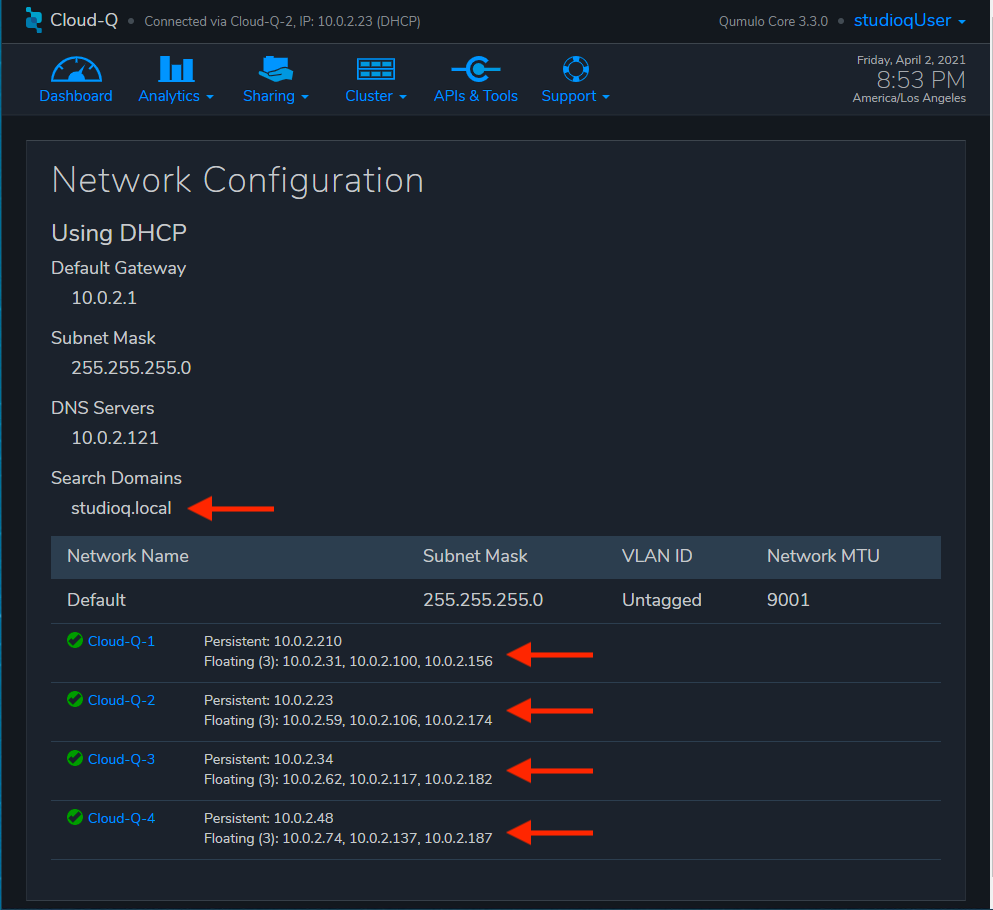 Cloud-Q • Connected via Cloud-Q-2, IP: 10.0.2.23 (DHCP) Qumulo Core 3.3.0 • studioqUser
Friday, April 2, 2021
8:53 PM
America/Los Angeles
Dashboard Analytics Sharing Cluster APIs & Tools Support
Network Configuration
Using DHCP
Default Gateway
10.0.2.1
Subnet Mask
255.255.255.0
DNS Servers
10.0.2.121
Search Domains
studioq.local
Network Name Subnet Mask VLAN ID Network MTU
Default 255.255.255.0 Untagged 9001
Cloud-Q-1 Persistent: 10.0.2.210
Floating (3): 10.0.2.31, 10.0.2.100, 10.0.2.156
Cloud-Q-2 Persistent: 10.0.2.23
Floating (3): 10.0.2.59, 10.0.2.106, 10.0.2.174
Cloud-Q-3 Persistent: 10.0.2.34
Floating (3): 10.0.2.62, 10.0.2.117, 10.0.2.182
Cloud-Q-4 Persistent: 10.0.2.48
Floating (3): 10.0.2.74, 10.0.2.137, 10.0.2.187